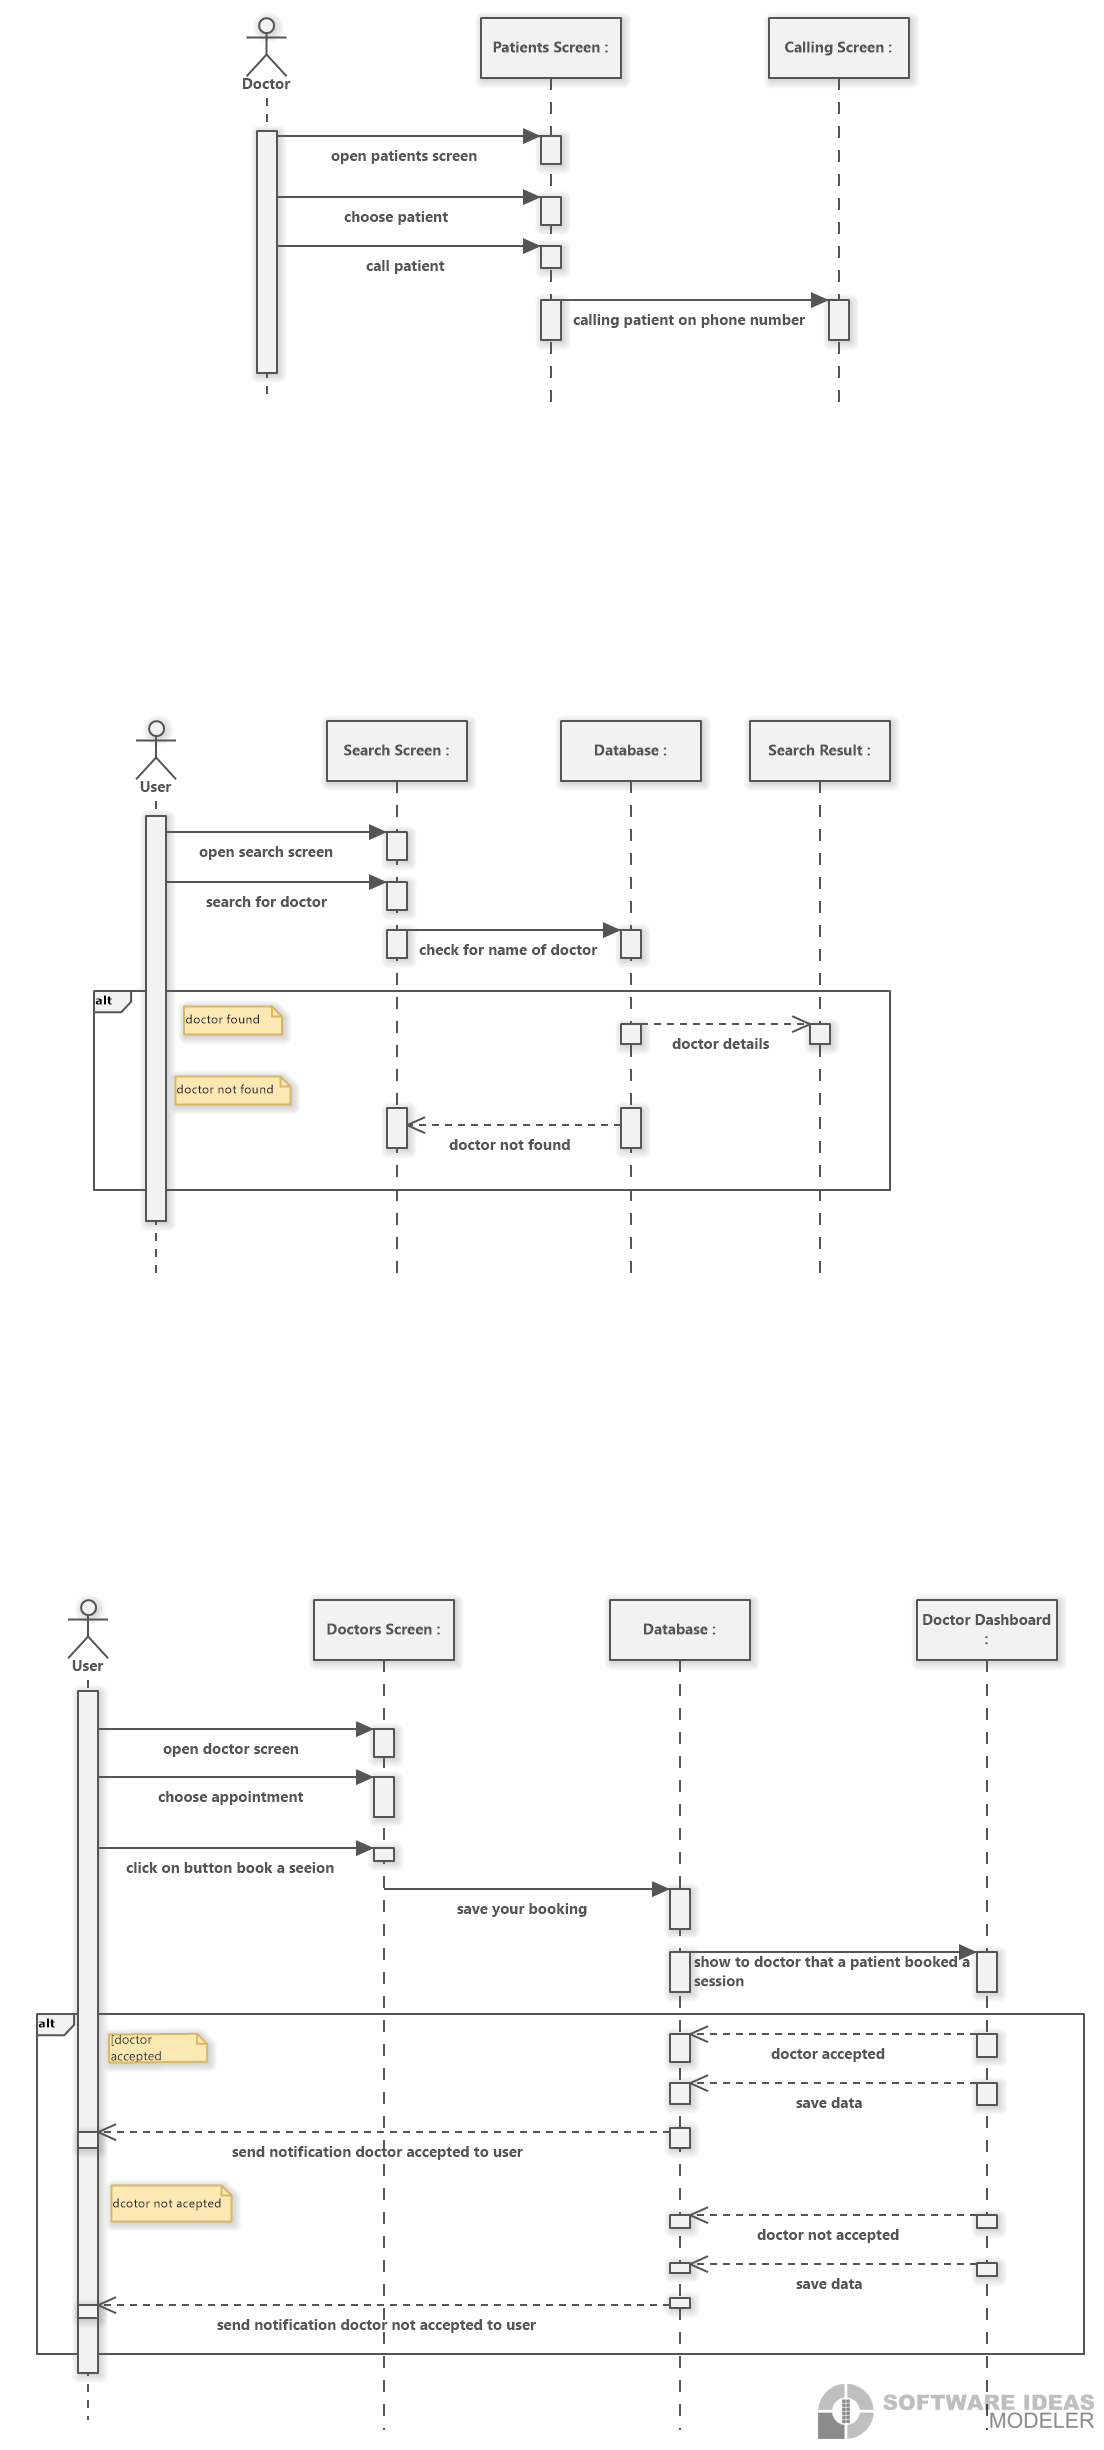 Doctor
Patients Screen :
Calling Screen :
open patients screen
choose patient
call patient
calling patient on phone number
User
Search Screen :
Database :
Search Result :
open search screen
search for doctor
check for name of doctor
alt
doctor found
doctor details
doctor not found
doctor not found
User
Doctors Screen :
Database :
Doctor Dashboard
:
open doctor screen
choose appointment
click on button book a seeion
save your booking
show to doctor that a patient booked a
session
alt
[doctor
accepted
doctor accepted
save data
send notification doctor accepted to user
dcotor not acepted
doctor not accepted
save data
send notification doctor not accepted to user
SOFTWARE IDEAS
MODELER